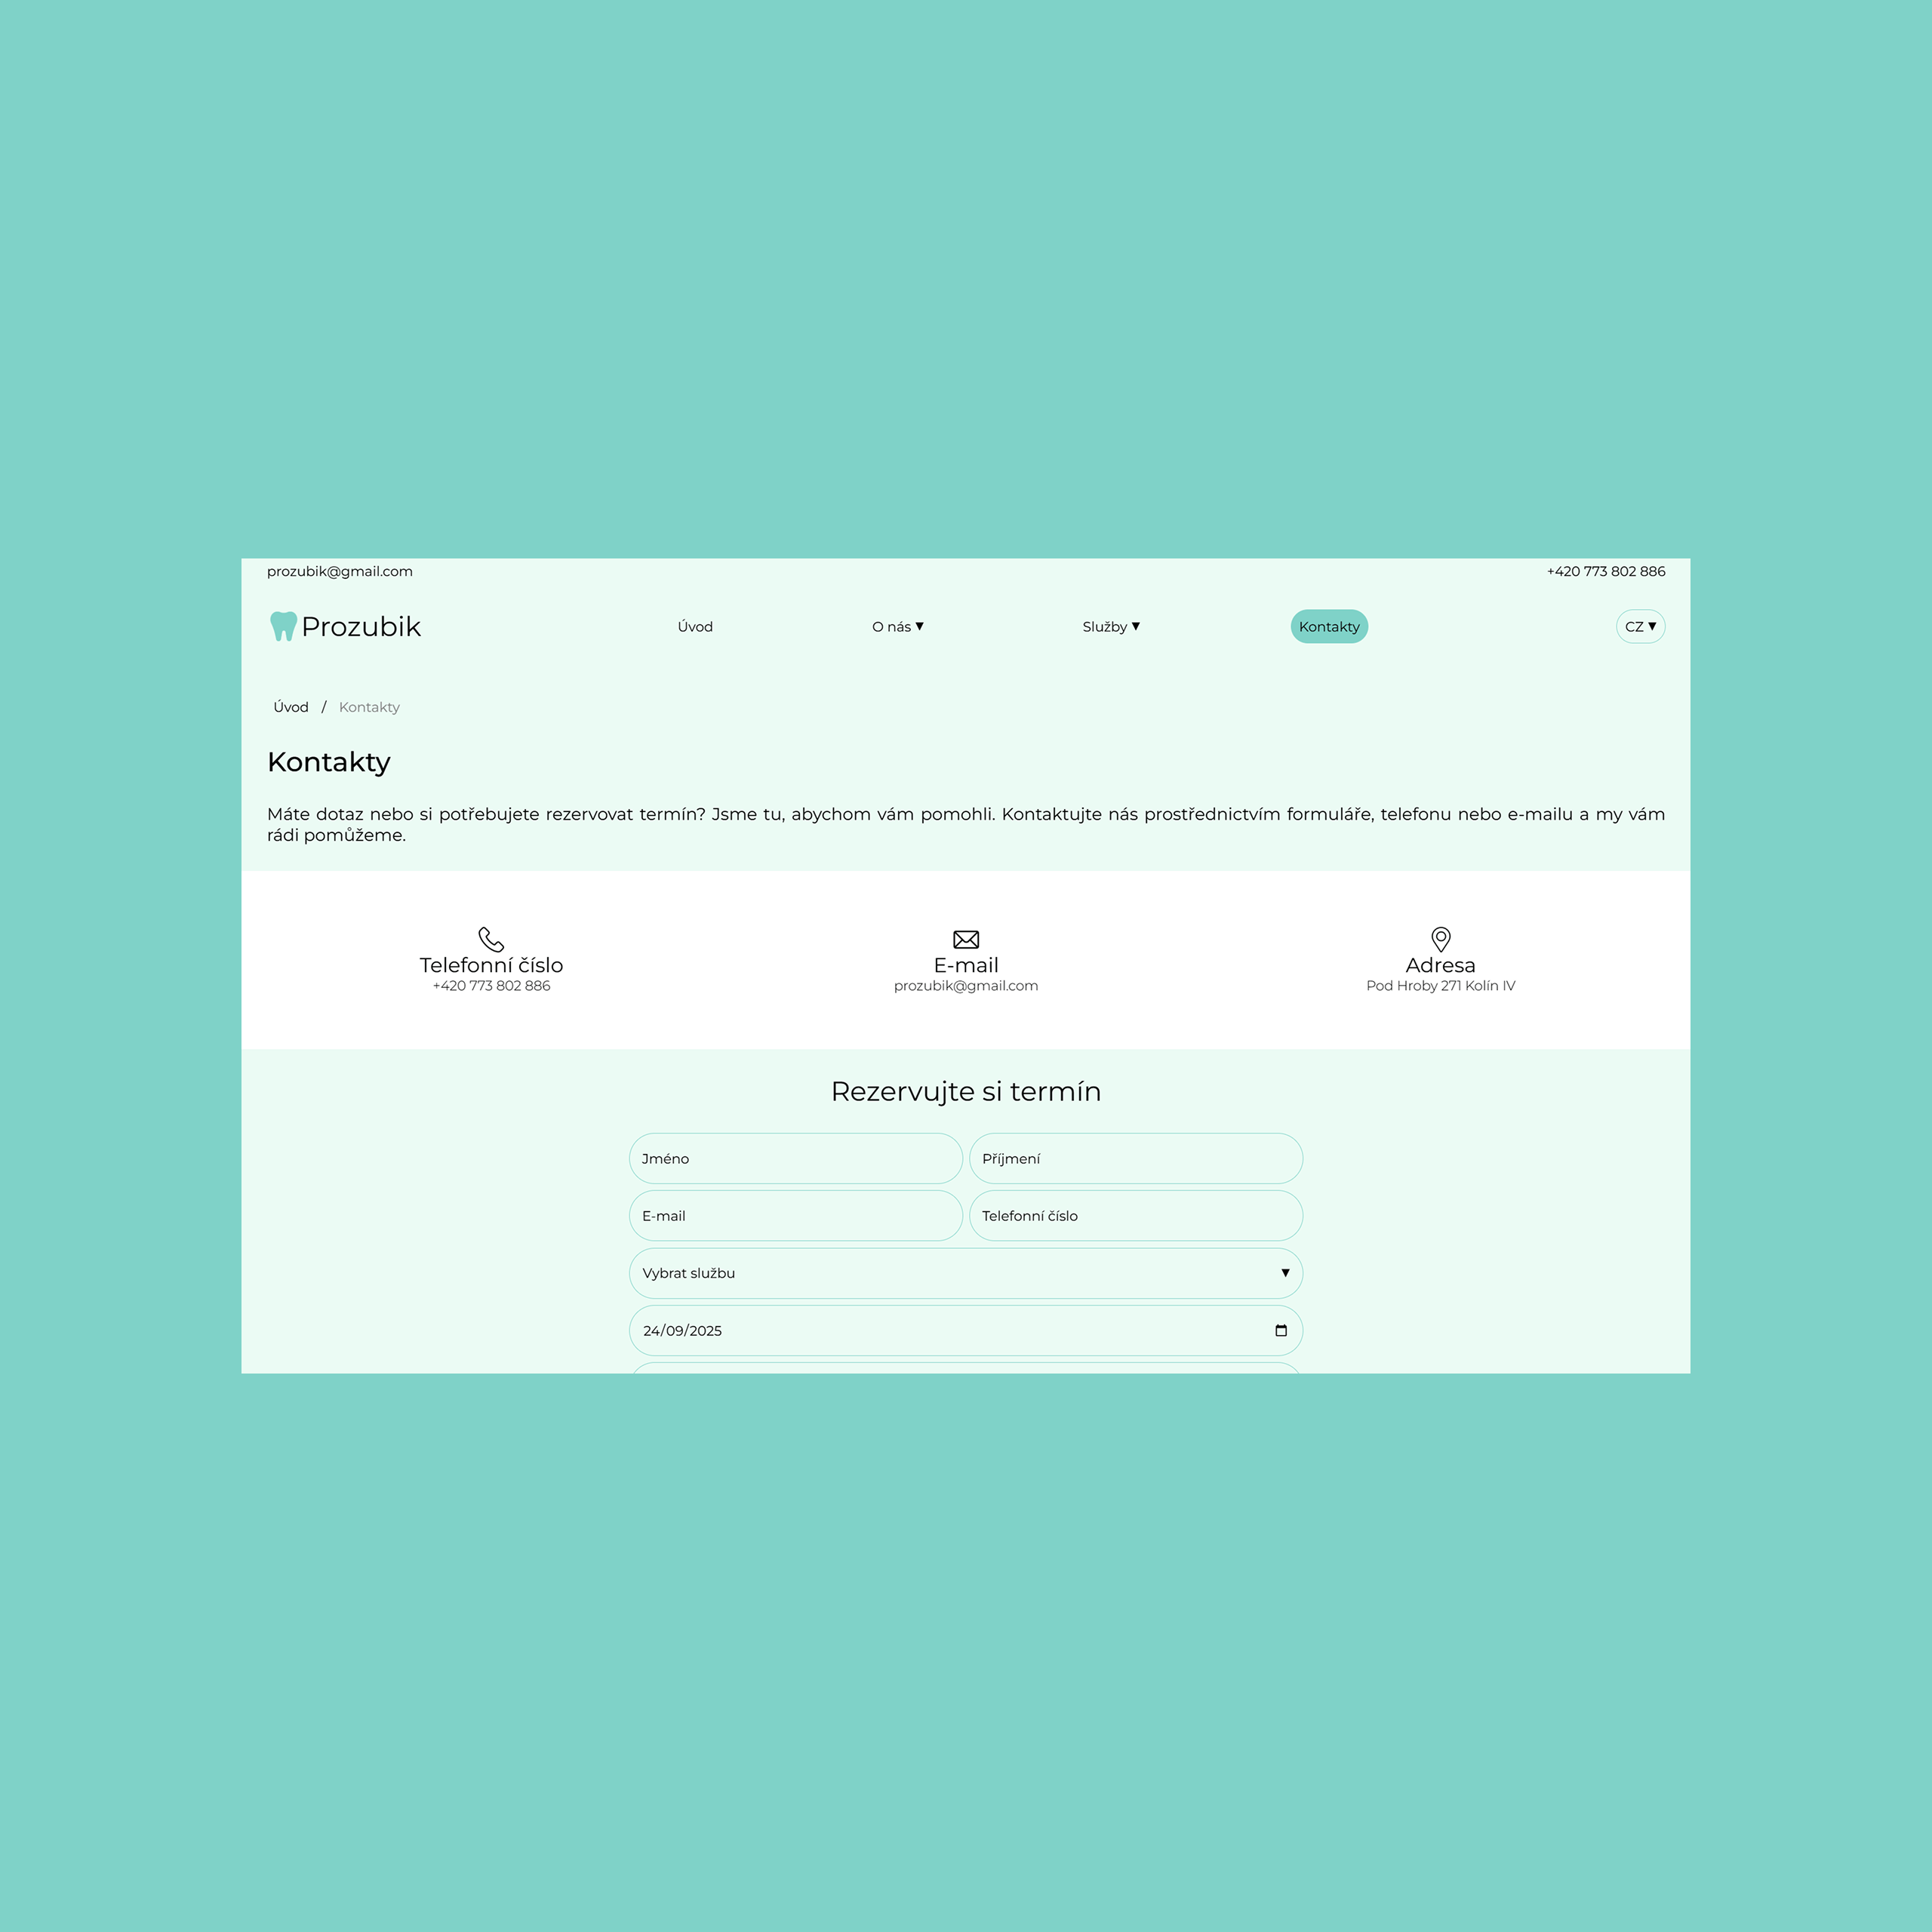 prozubik@gmail.com
+420 773 802 886
Prozubik
Úvod
O nás ▼
Služby ▼
Kontakty
CZ ▼
Úvod / Kontakty
Kontakty
Máte dotaz nebo si potřebujete rezervovat termín? Jsme tu, abychom vám pomohli. Kontaktujte nás prostřednictvím formuláře, telefonu nebo e-mailu a my vám
rádi pomůžeme.
Telefonní číslo
+420 773 802 886
E-mail
prozubik@gmail.com
Adresa
Pod Hroby 271 Kolín IV
Rezervujte si termín
Jméno
Příjmení
E-mail
Telefonní číslo
Vybrat službu ▼
24/09/2025